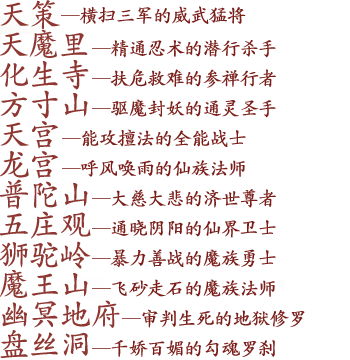 天策—横扫三军的威武猛将
天魔里—精通忍术的潜行杀手
化生寺—扶危救难的参禅行者
方寸山—驱魔封妖的通灵圣手
天宫—能攻擅法的全能战士
龙宫—呼风唤雨的仙族法师
普陀山—大慈大悲的济世尊者
五庄观—通晓阴阳的仙界卫士
狮驼岭—暴力善战的魔族勇士
魔王山—飞砂走石的魔族法师
幽冥地府—审判生死的地狱修罗
盘丝洞—千娇百媚的勾魂罗刹